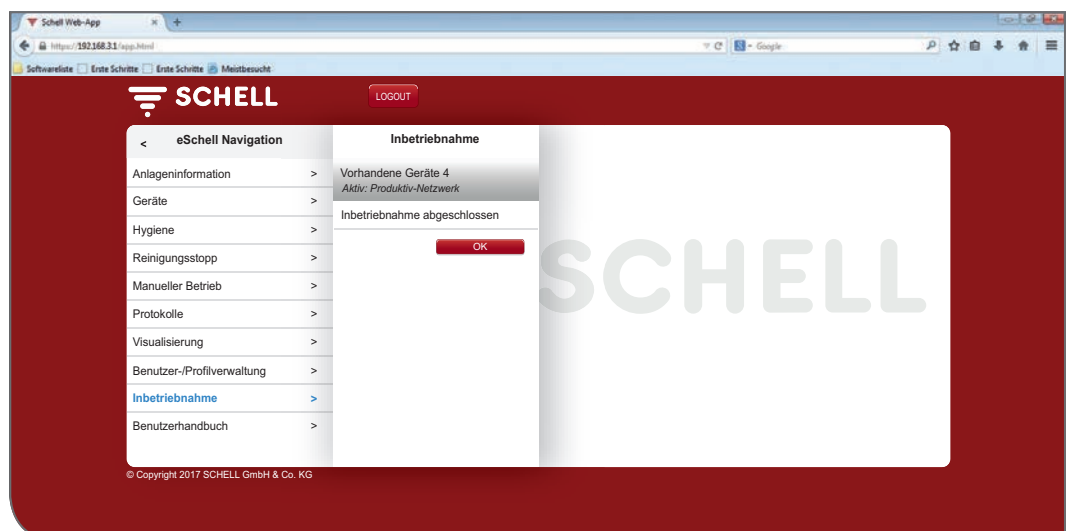 Schell Web-App
https://192.168.3.1/app.html
Google
Softwareliste Erste Schritte Erste Schritte Meistbesucht
SCHELL
LOGOUT
< eSchell Navigation
Anlageninformation >
Geräte >
Hygiene >
Reinigungsstopp >
Manueller Betrieb >
Protokolle >
Visualisierung >
Benutzer-/Profilverwaltung >
Inbetriebnahme >
Benutzerhandbuch >
Inbetriebnahme
Vorhandene Geräte 4
Aktiv: Produktiv-Netzwerk
Inbetriebnahme abgeschlossen
OK
SCHELL
© Copyright 2017 SCHELL GmbH & Co. KG